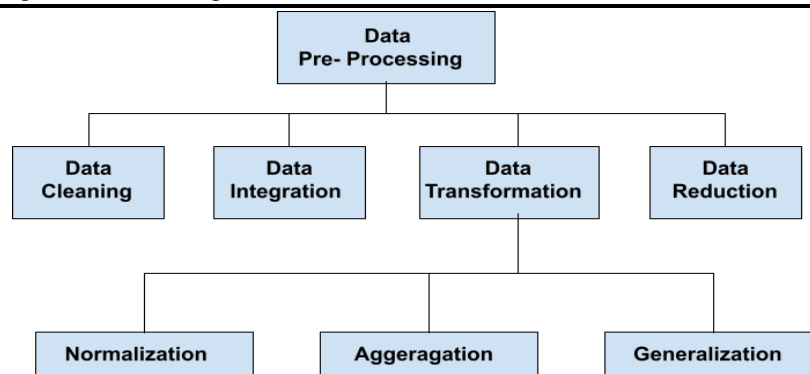 Data
Pre- Processing
Data
Cleaning
Data
Integration
Data
Transformation
Data
Reduction
Normalization
Aggeragation
Generalization